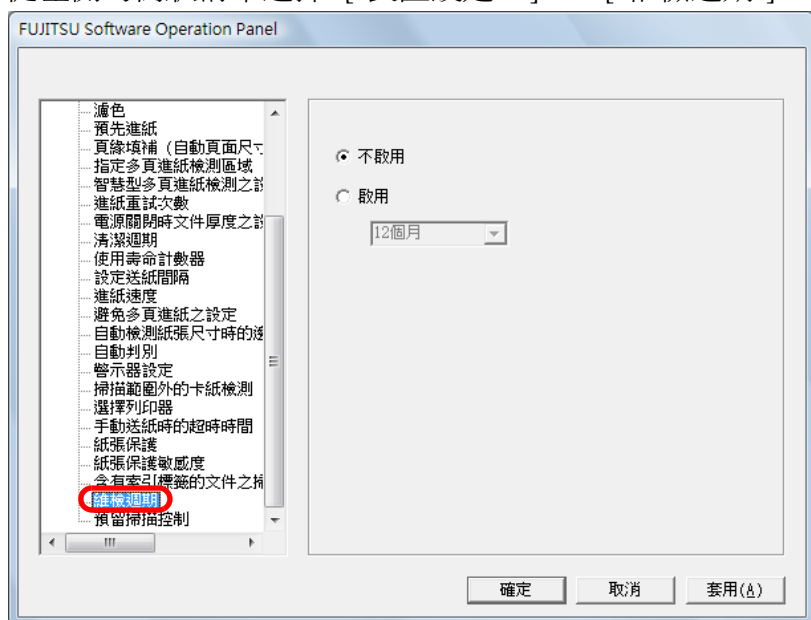 FUJITSU Software Operation Panel
濾色
預先進紙
頁緣填補（自動頁面尺寸
指定多頁進紙檢測區域
智慧型多頁進紙檢測之設
進紙重試次數
電源關閉時文件厚度之設
清潔週期
使用壽命計數器
設定送紙間隔
進紙速度
避免多頁進紙之設定
自動檢測紙張尺寸時的選
自動判別
警示器設定
掃描範圍外的卡紙檢測
選擇列印器
手動送紙時的超時時間
紙張保護
紙張保護敏感度
含有索引標籤的文件之掃
維檢週期
預留掃描控制
不啟用
啟用
12個月
確定
取消
套用(A)